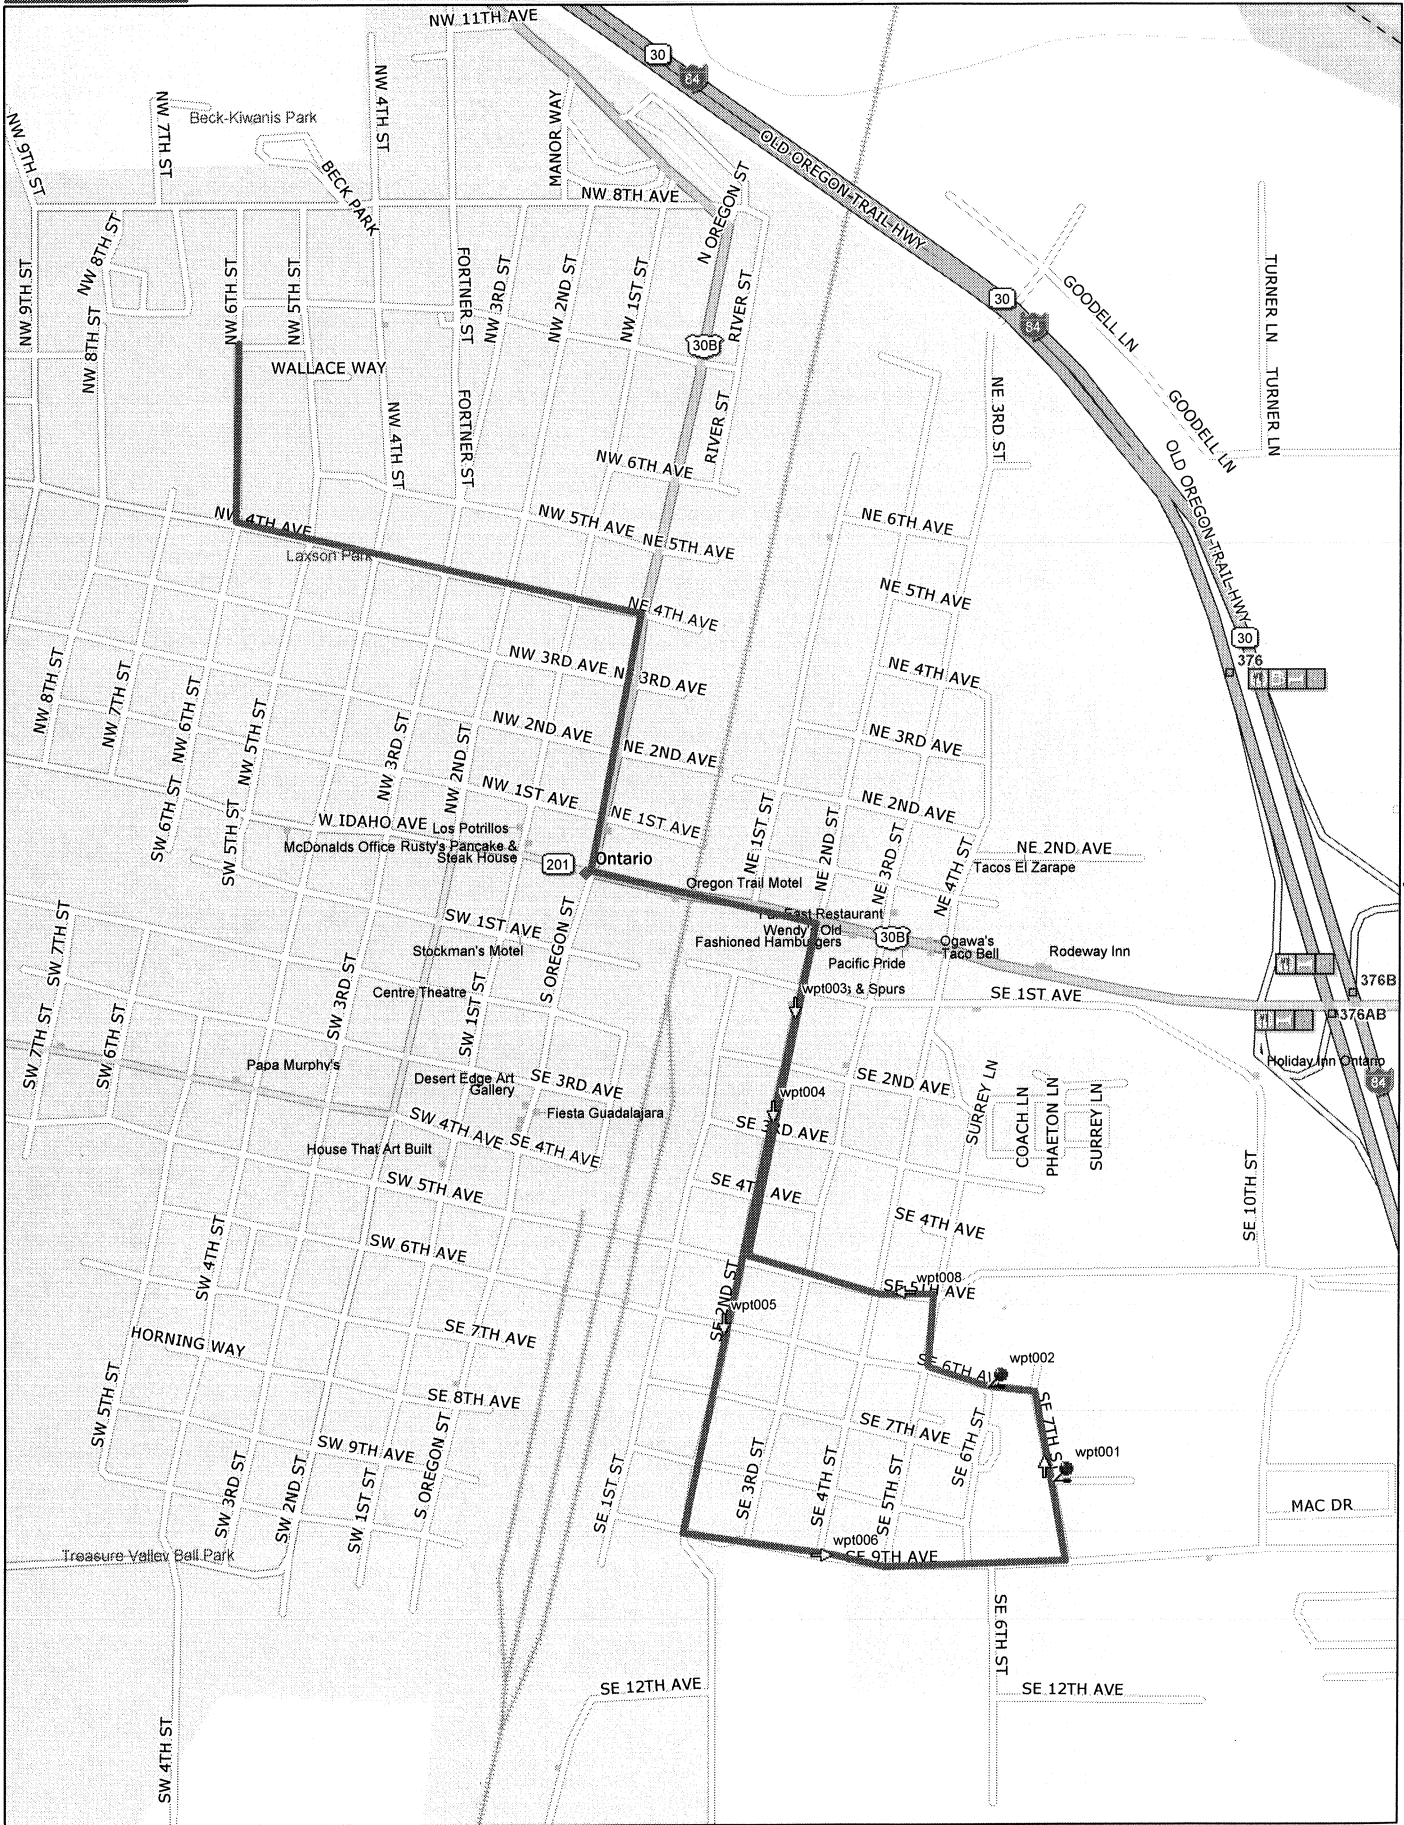 NW 11TH AVE
30
84
NW 9TH ST
NW 7TH ST
Beck-Kiwanis Park
NW 4TH ST
MANOR WAY
BECK PARK
NW 8TH AVE
N OREGON ST
OLD OREGON-TRAIL-HWY
NW 9TH ST
NW 8TH ST
NW 8TH ST
NW 6TH ST
NW 5TH ST
FORTNER ST
NW 3RD ST
NW 2ND ST
NW 1ST ST
30B
RIVER ST
30
84
GOODELL LN
TURNER LN
WALLACE WAY
NW 4TH ST
FORTNER ST
RIVER ST
NE 3RD ST
GOODELL LN
TURNER LN
OLD OREGON-TRAIL-HWY
NW 6TH AVE
NW 4TH AVE
Laxson Park
NW 5TH AVE
NE 5TH AVE
NE 6TH AVE
NE 5TH AVE
NE 4TH AVE
NW 3RD AVE
3RD AVE
NE 4TH AVE
30
376
NW 8TH ST
NW 7TH ST
NW 6TH ST
NW 5TH ST
NW 3RD ST
NW 2ND ST
NW 2ND AVE
NE 2ND AVE
NE 3RD AVE
NW 1ST AVE
NE 1ST AVE
NE 2ND AVE
SW 6TH ST
SW 5TH ST
W IDAHO AVE
Los Potrillos
McDonalds Office
Rusty's Pancake &
Steak House
201
Ontario
NE 1ST ST
NE 2ND ST
NE 3RD ST
NE 4TH ST
NE 2ND AVE
Tacos El Zarape
Oregon Trail Motel
East Restaurant
Wendy's Old
Fashioned Hamburgers
30B
Ogawa's
Taco Bell
Rodeway Inn
Pacific Pride
SW 7TH ST
SW 1ST AVE
Stockman's Motel
S OREGON ST
wpt003
& Spurs
SE 1ST AVE
376B
376AB
SW 3RD ST
Centre Theatre
SW 1ST ST
SW 7TH ST
SW 6TH ST
Papa Murphy's
Desert Edge Art
Gallery
SE 3RD AVE
Fiesta Guadalajara
wpt004
SE 2ND AVE
SURREY LN
COACH LN
PHAETON LN
SURREY LN
Holiday Inn Ontario
84
SW 4TH AVE
SE 4TH AVE
House That Art Built
SE 3RD AVE
SW 5TH AVE
SE 4TH AVE
SE 4TH AVE
SE 10TH ST
SW 4TH ST
SW 6TH AVE
SE 2ND ST
wpt008
SE 5TH AVE
wpt005
HORNING WAY
SE 7TH AVE
SE 6TH AV
wpt002
SW 5TH ST
SE 8TH AVE
SE 7TH AVE
SE 6TH ST
SE 7TH S
wpt001
SW 9TH AVE
S OREGON ST
SW 3RD ST
SW 2ND ST
SW 1ST ST
SE 1ST ST
SE 3RD ST
SE 4TH ST
SE 5TH ST
MAC DR
Treasure Valley Ball Park
wpt006
SE 9TH AVE
SE 6TH ST
SE 12TH AVE
SE 12TH AVE
SW 4TH ST